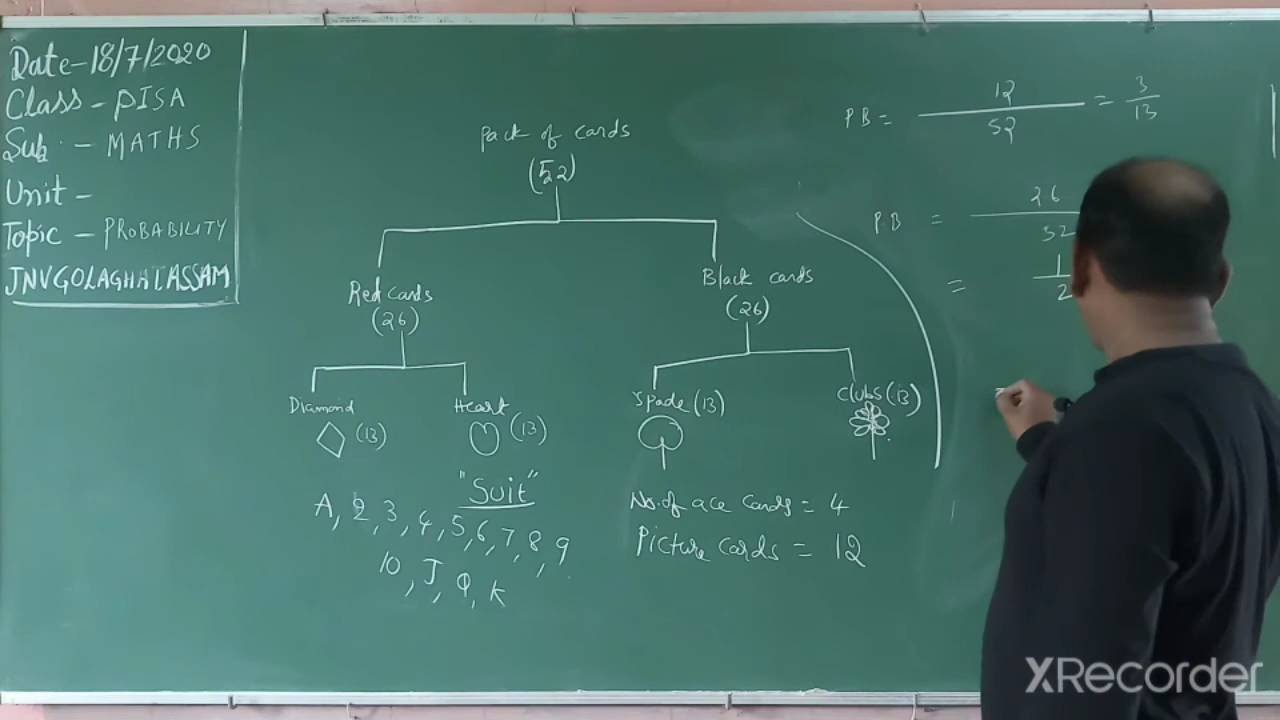 Date-18/7/2020
Class - PISA
Sub - MATHS
Unit -
Topic - PROBABILITY
JNV GOLAGHAT ASSAM
Pack of cards
(52)
Red cards
(26)
Black cards
(26)
Diamond
(13)
Heart
(13)
Spade (13)
Clubs (13)
"Suit"
A, 2, 3, 4, 5, 6, 7, 8, 9
10, J, Q, K
No. of ace cards = 4
Picture cards = 12
PB = 12/52 = 3/13
PB = 26/52
= 1/2
XRecorder